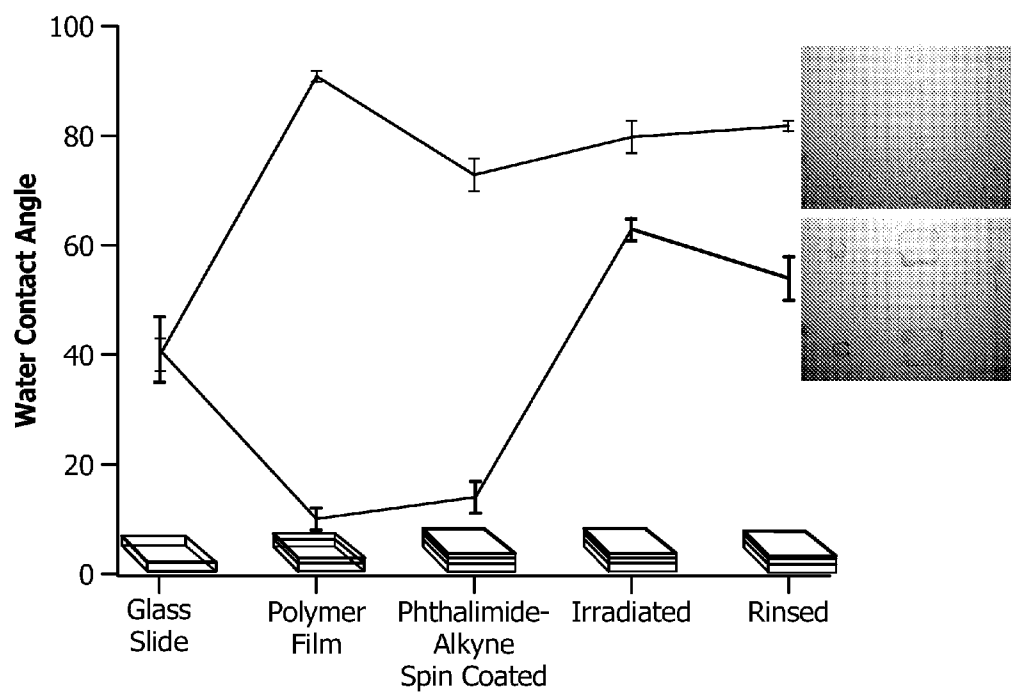 Water Contact Angle
100
80
60
40
20
0
Glass
Slide
Polymer
Film
Phthalimide-
Alkyne
Spin Coated
Irradiated
Rinsed